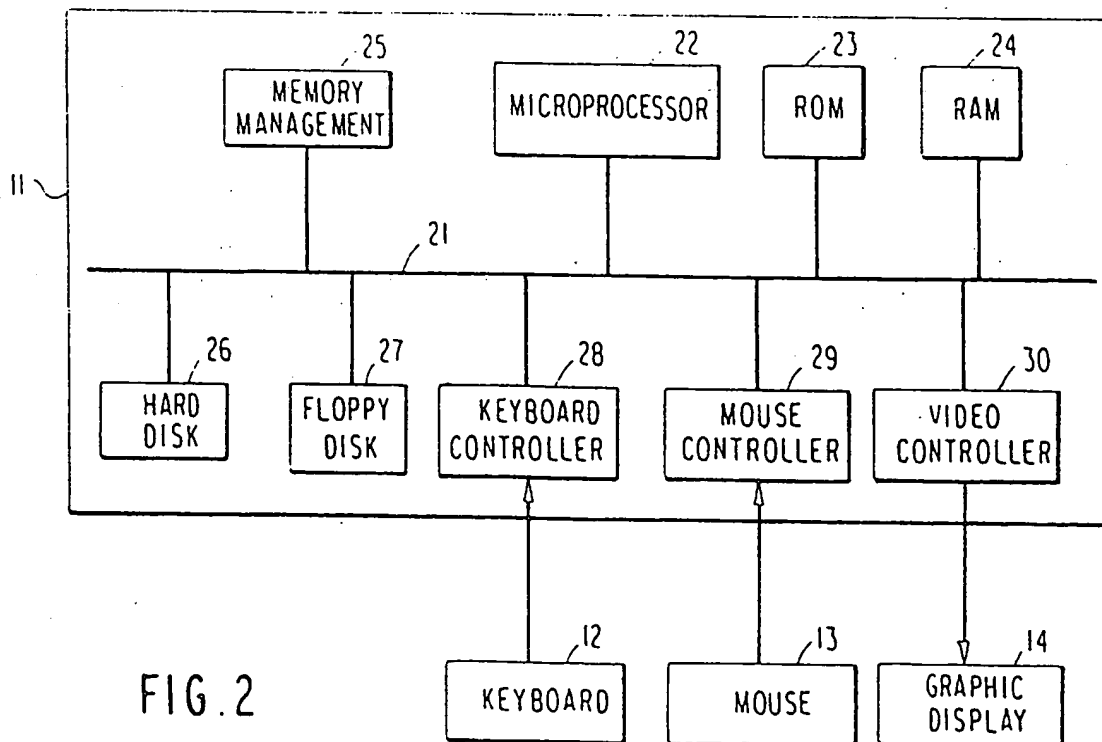 25
22
23
24
MEMORY
MANAGEMENT
MICROPROCESSOR
ROM
RAM
11
21
26
27
28
29
30
HARD
DISK
FLOPPY
DISK
KEYBOARD
CONTROLLER
MOUSE
CONTROLLER
VIDEO
CONTROLLER
12
13
14
FIG.2
KEYBOARD
MOUSE
GRAPHIC
DISPLAY